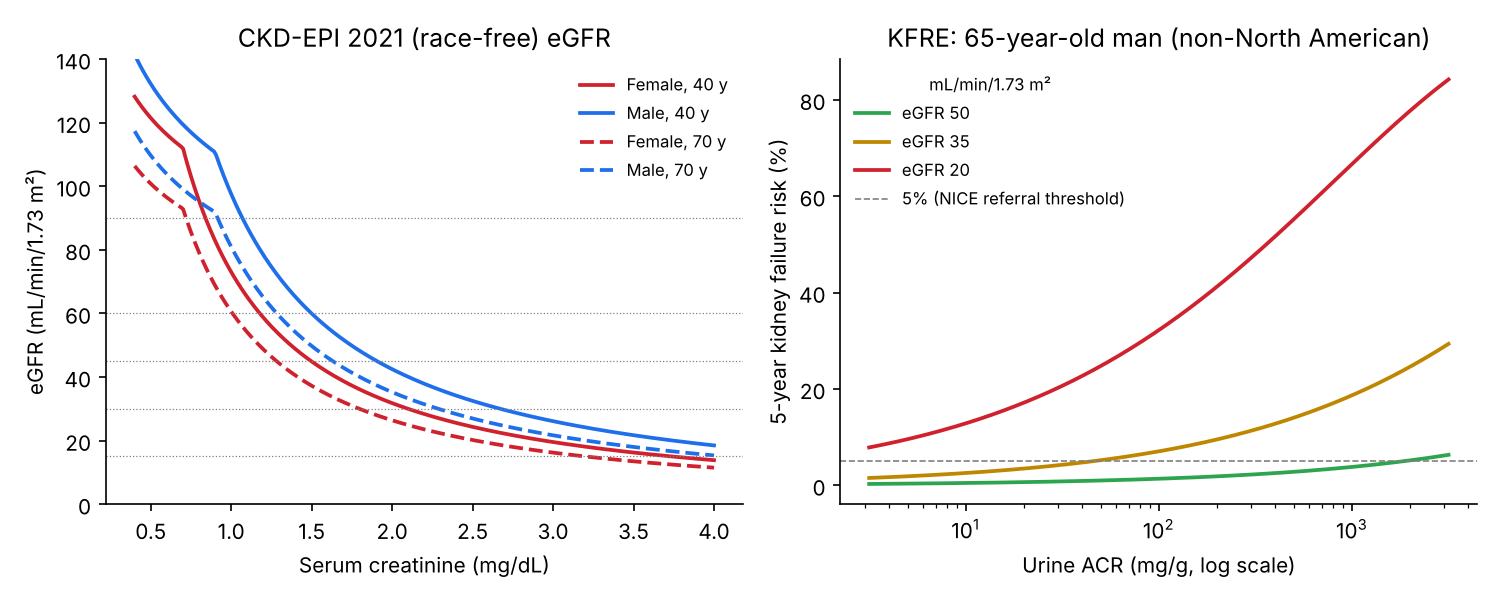 CKD-EPI 2021 (race-free) eGFR
eGFR (mL/min/1.73 m²)
140
120
100
80
60
40
20
0
Female, 40 y
Male, 40 y
Female, 70 y
Male, 70 y
0.5 1.0 1.5 2.0 2.5 3.0 3.5 4.0
Serum creatinine (mg/dL)
KFRE: 65-year-old man (non-North American)
5-year kidney failure risk (%)
80
60
40
20
0
mL/min/1.73 m²
eGFR 50
eGFR 35
eGFR 20
5% (NICE referral threshold)
10¹ 10² 10³
Urine ACR (mg/g, log scale)